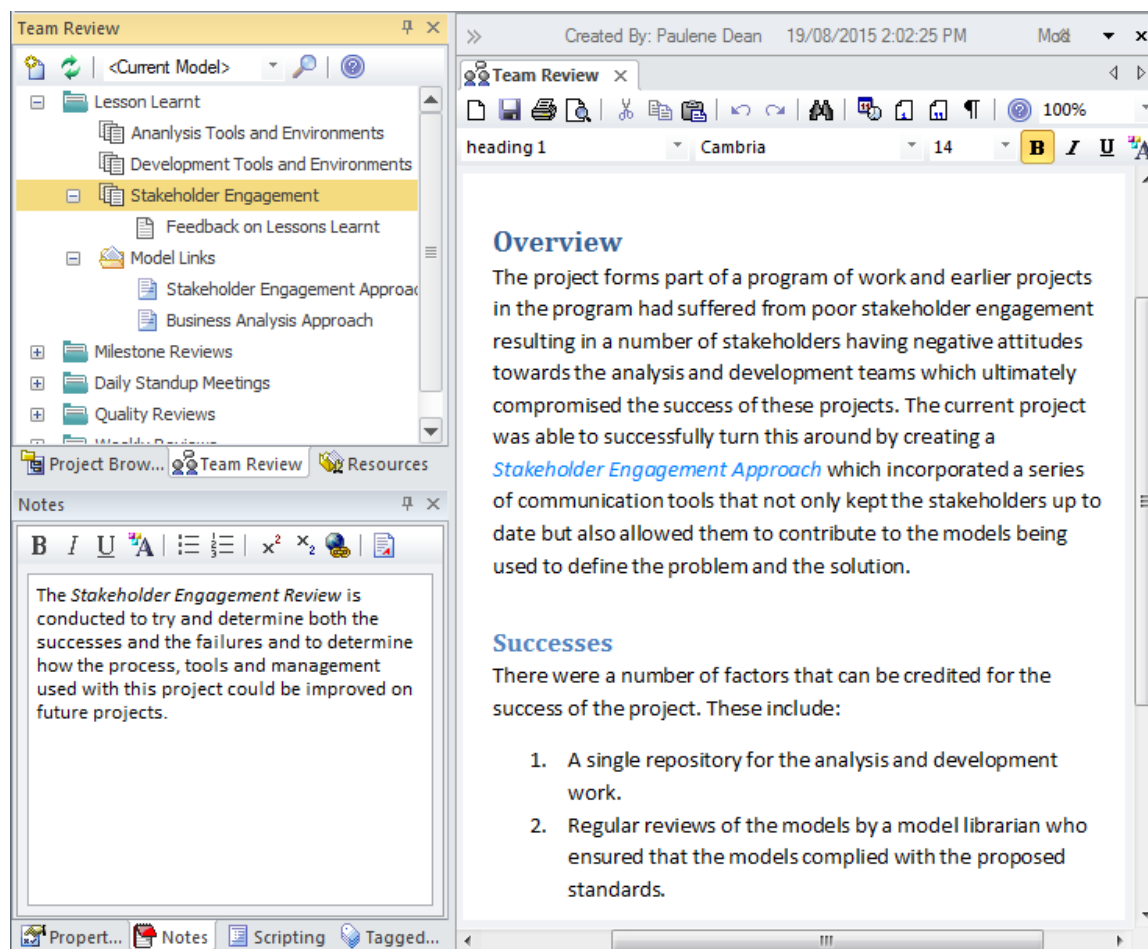 Team Review
<Current Model>
Lesson Learnt
Ananlysis Tools and Environments
Development Tools and Environments
Stakeholder Engagement
Feedback on Lessons Learnt
Model Links
Stakeholder Engagement Approac
Business Analysis Approach
Milestone Reviews
Daily Standup Meetings
Quality Reviews
Weekly Reviews
Project Brow... Team Review Resources
Notes
B I U A x² x₂
The Stakeholder Engagement Review is
conducted to try and determine both the
successes and the failures and to determine
how the process, tools and management
used with this project could be improved on
future projects.
Propert... Notes Scripting Tagged...
Created By: Paulene Dean 19/08/2015 2:02:25 PM
Team Review
100%
heading 1 Cambria 14 B I U A
Overview
The project forms part of a program of work and earlier projects
in the program had suffered from poor stakeholder engagement
resulting in a number of stakeholders having negative attitudes
towards the analysis and development teams which ultimately
compromised the success of these projects. The current project
was able to successfully turn this around by creating a
Stakeholder Engagement Approach which incorporated a series
of communication tools that not only kept the stakeholders up to
date but also allowed them to contribute to the models being
used to define the problem and the solution.
Successes
There were a number of factors that can be credited for the
success of the project. These include:
1. A single repository for the analysis and development
work.
2. Regular reviews of the models by a model librarian who
ensured that the models complied with the proposed
standards.